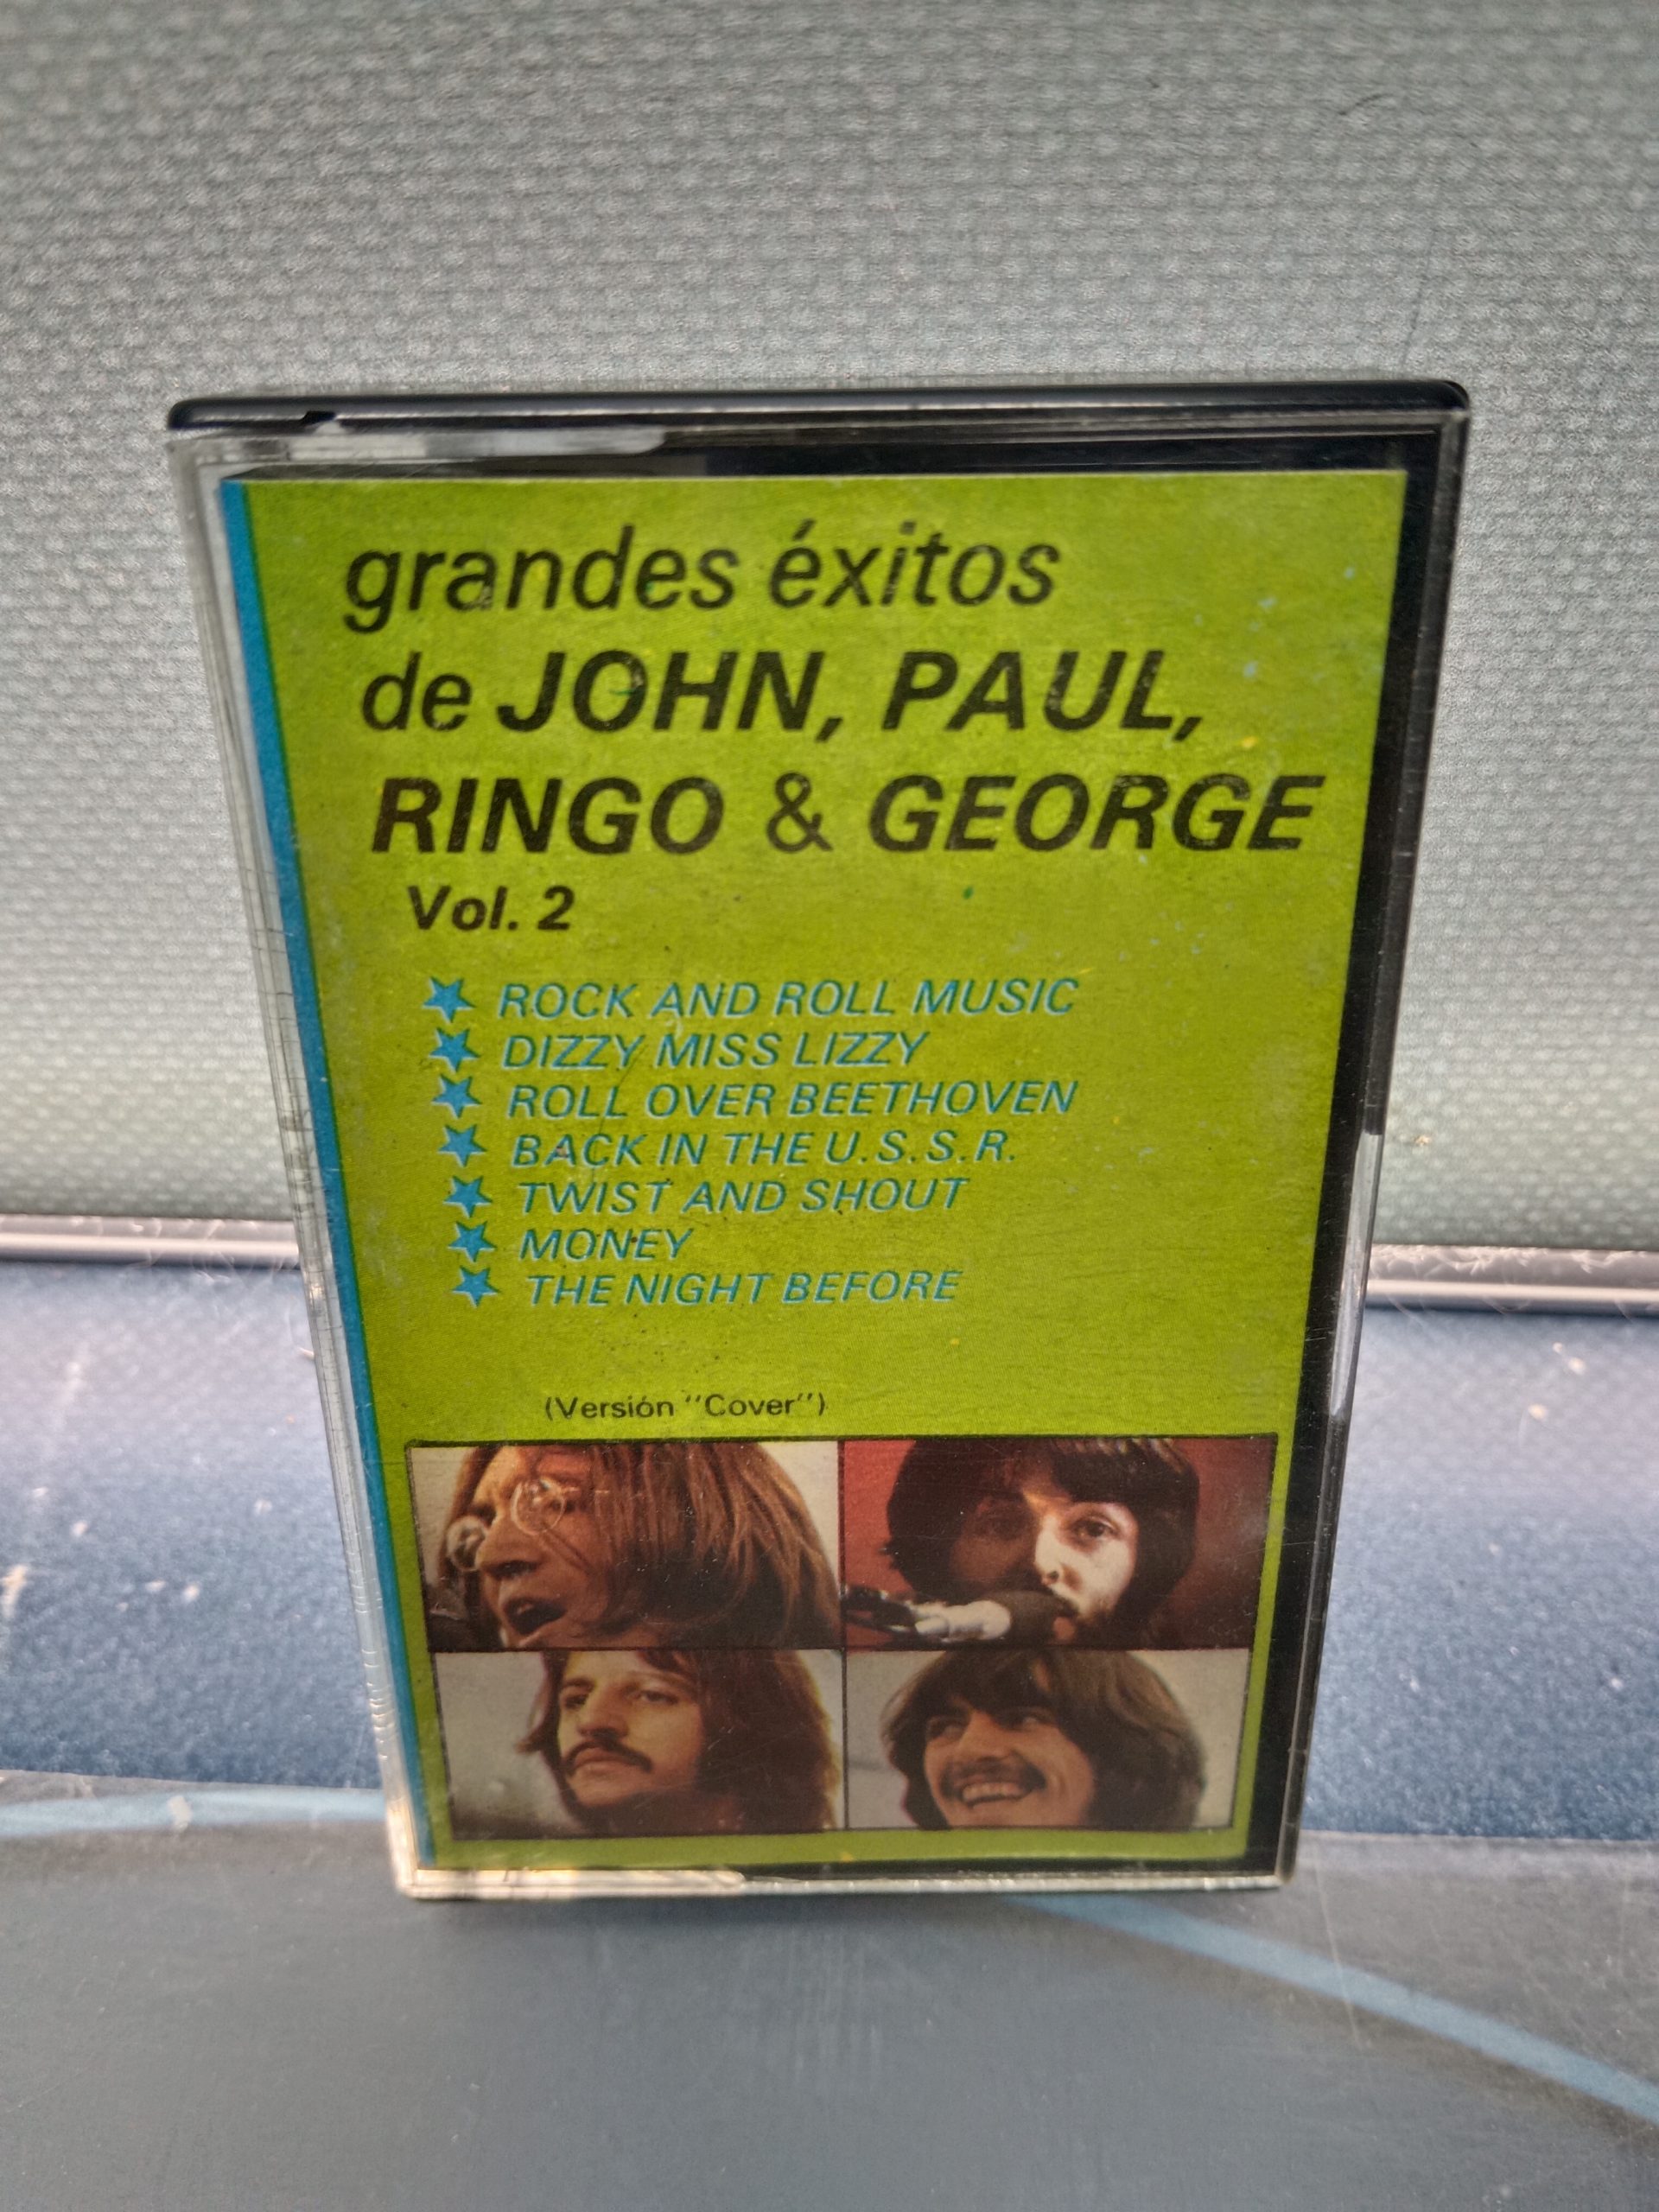 grandes éxitos
de JOHN, PAUL,
RINGO & GEORGE
Vol. 2
ROCK AND ROLL MUSIC
DIZZY MISS LIZZY
ROLL OVER BEETHOVEN
BACK IN THE U.S.S.R.
TWIST AND SHOUT
MONEY
THE NIGHT BEFORE
(Versión "Cover")